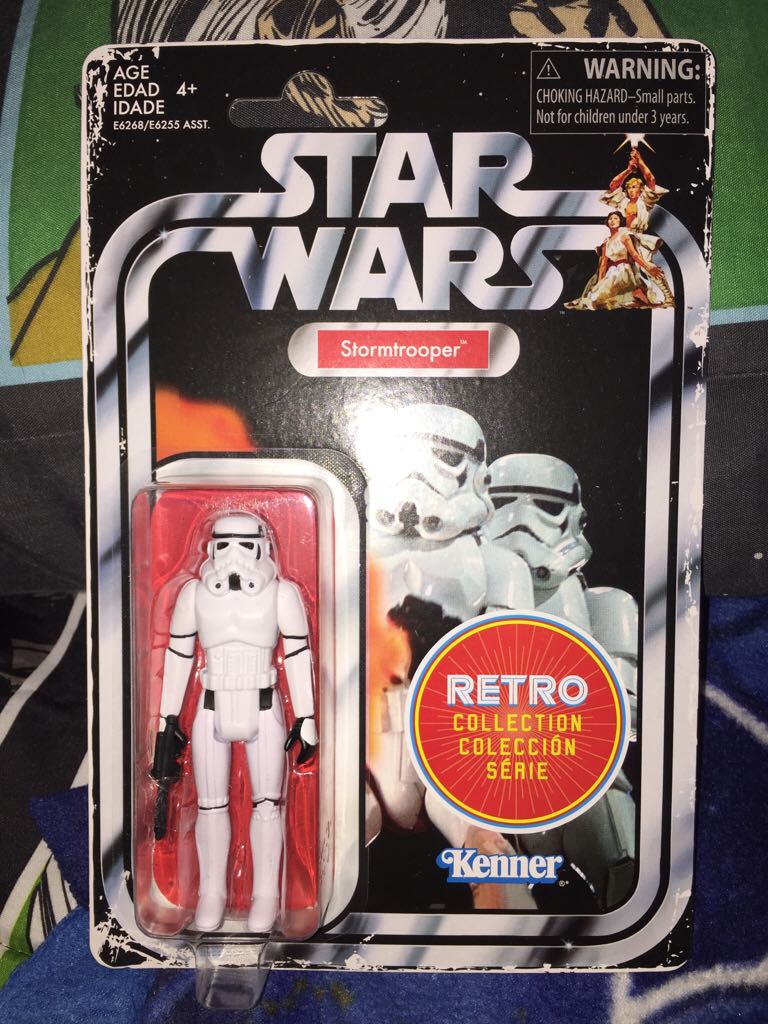 AGE
EDAD 4+
IDADE
E6268/E6255 ASST.
⚠ WARNING:
CHOKING HAZARD–Small parts.
Not for children under 3 years.
STAR
WARS™
Stormtrooper™
RETRO
COLLECTION
COLECCIÓN
SÉRIE
Kenner®